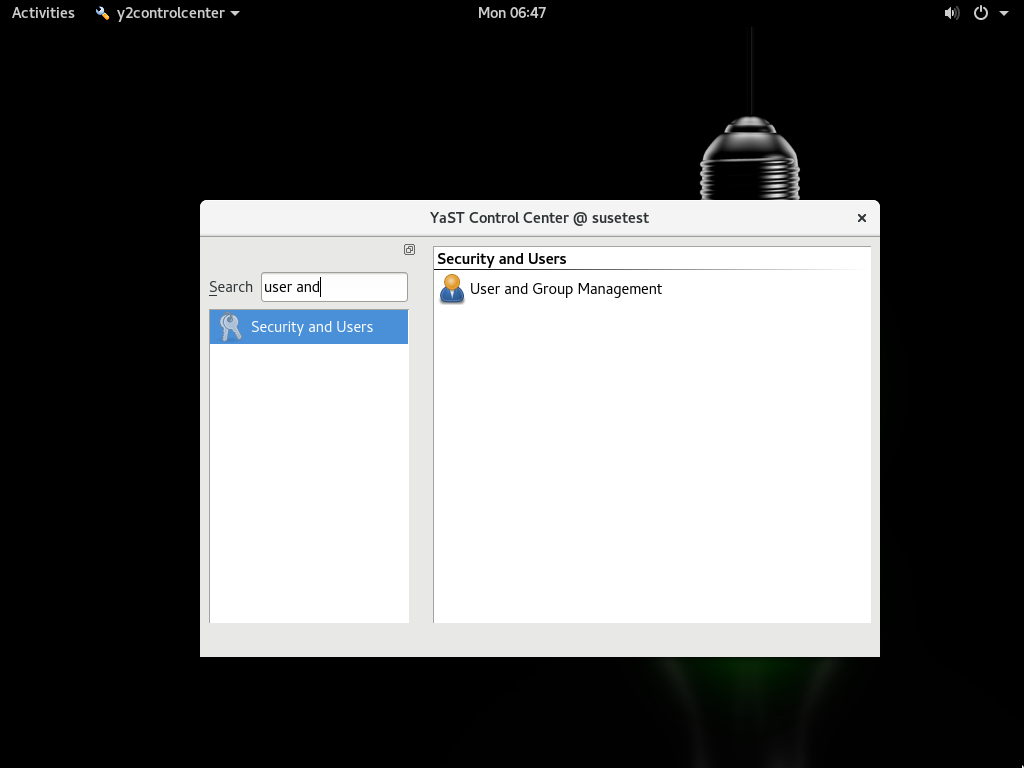 Activities y2controlcenter Mon 06:47
YaST Control Center @ susetest
Search user and
Security and Users
Security and Users
User and Group Management